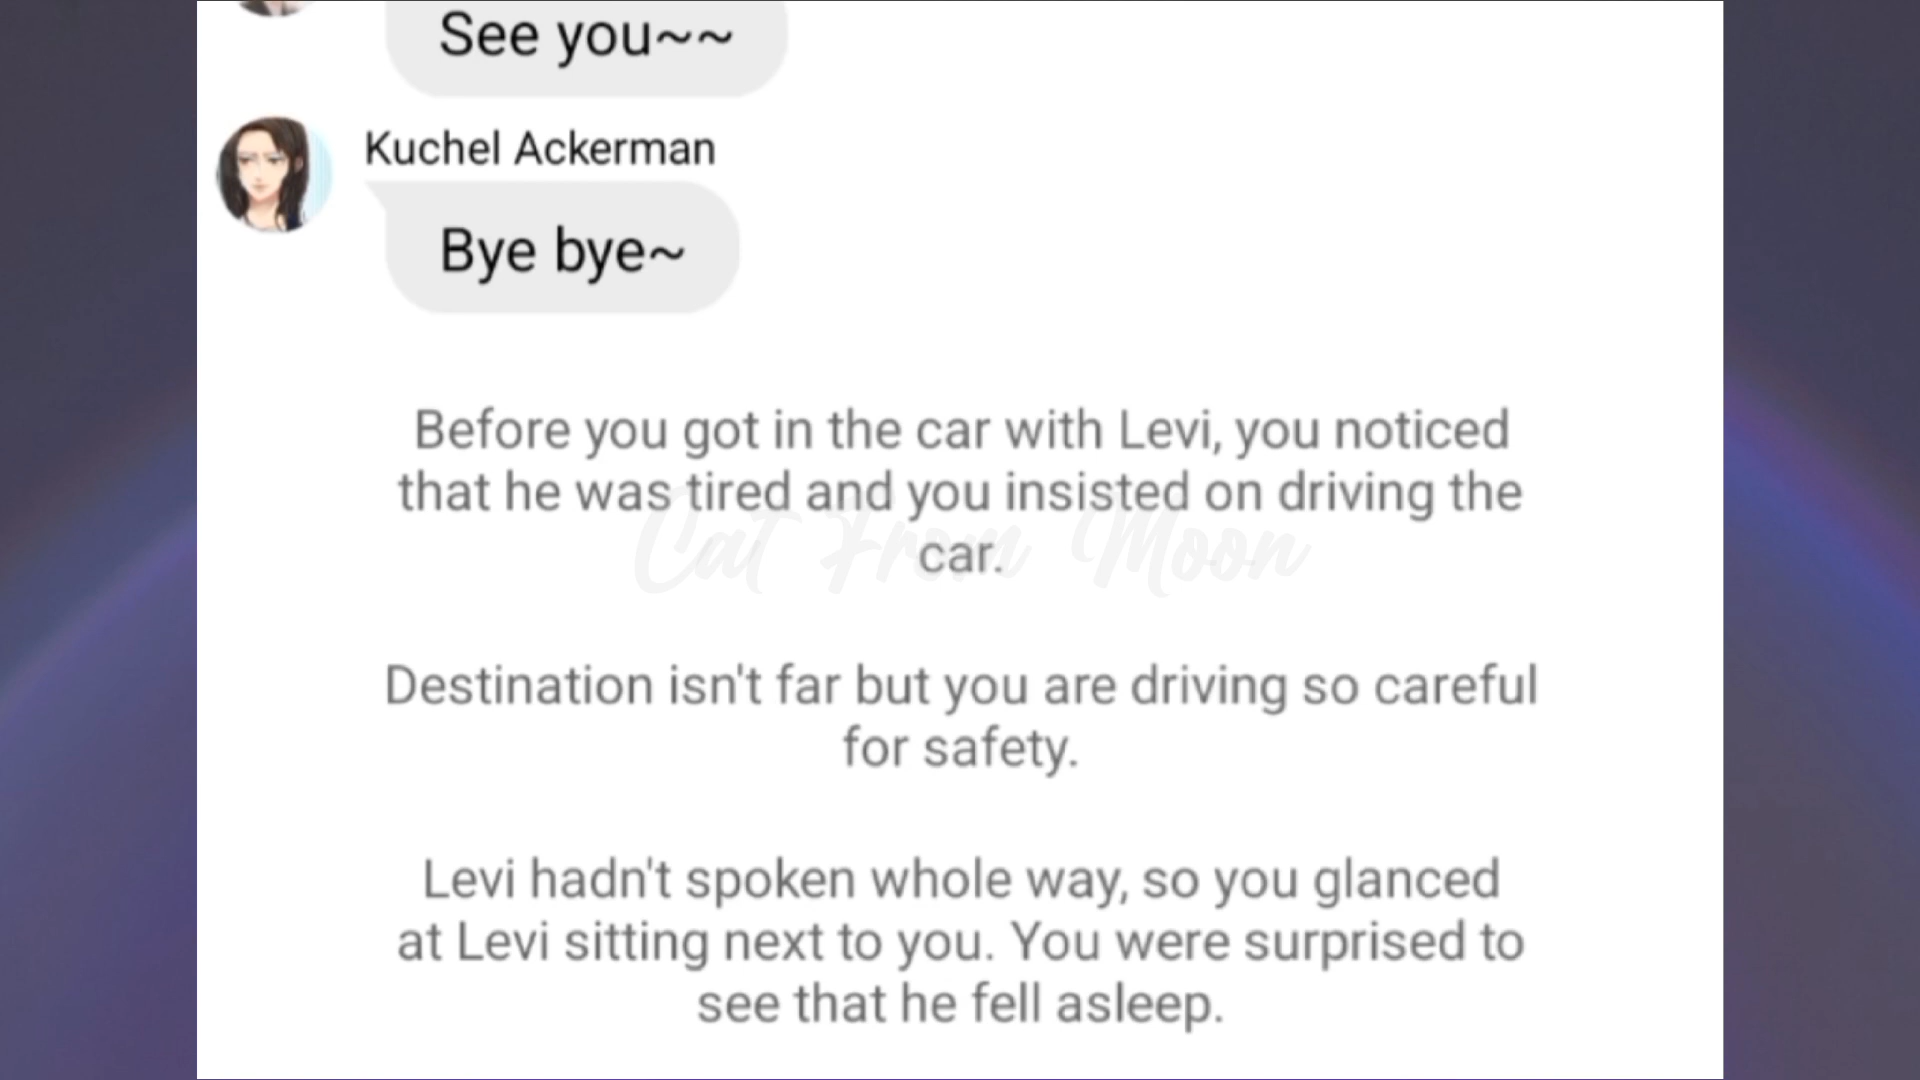 See you~~
Kuchel Ackerman
Bye bye~
Before you got in the car with Levi, you noticed
that he was tired and you insisted on driving the
car.
Cat From Moon
Destination isn't far but you are driving so careful
for safety.
Levi hadn't spoken whole way, so you glanced
at Levi sitting next to you. You were surprised to
see that he fell asleep.